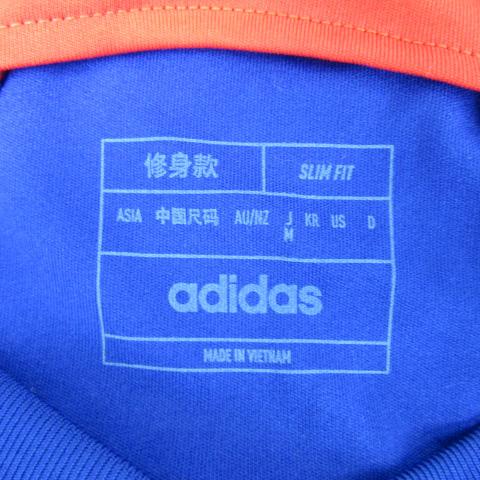 修身款 SLIM FIT
ASIA 中国尺码 AU/NZ J KR US D
M
adidas
MADE IN VIETNAM